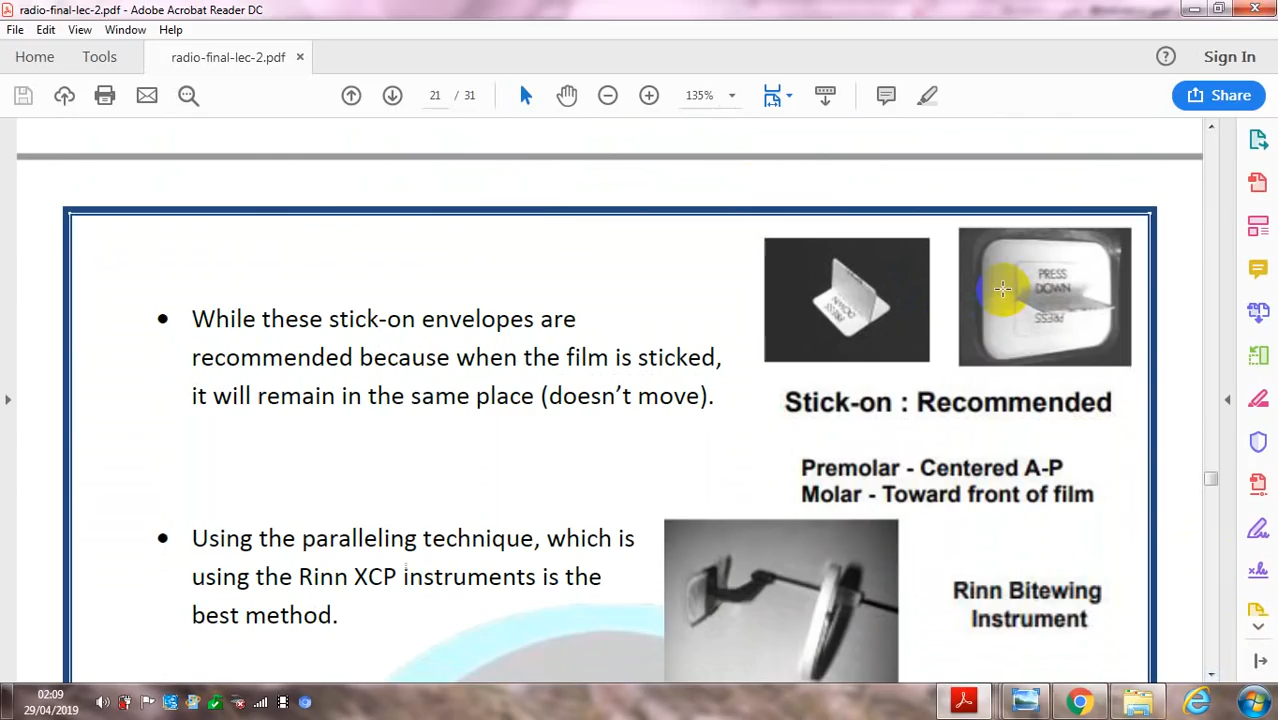 radio-final-lec-2.pdf - Adobe Acrobat Reader DC
File Edit View Window Help
Home Tools radio-final-lec-2.pdf × ? Sign In
21 / 31 135% Share
While these stick-on envelopes are
recommended because when the film is sticked,
it will remain in the same place (doesn’t move).
PRESS
DOWN
PRESS
DOWN
PRESS
Stick-on : Recommended
Premolar - Centered A-P
Molar - Toward front of film
Using the paralleling technique, which is
using the Rinn XCP instruments is the
best method.
Rinn Bitewing
Instrument
02:09
29/04/2019